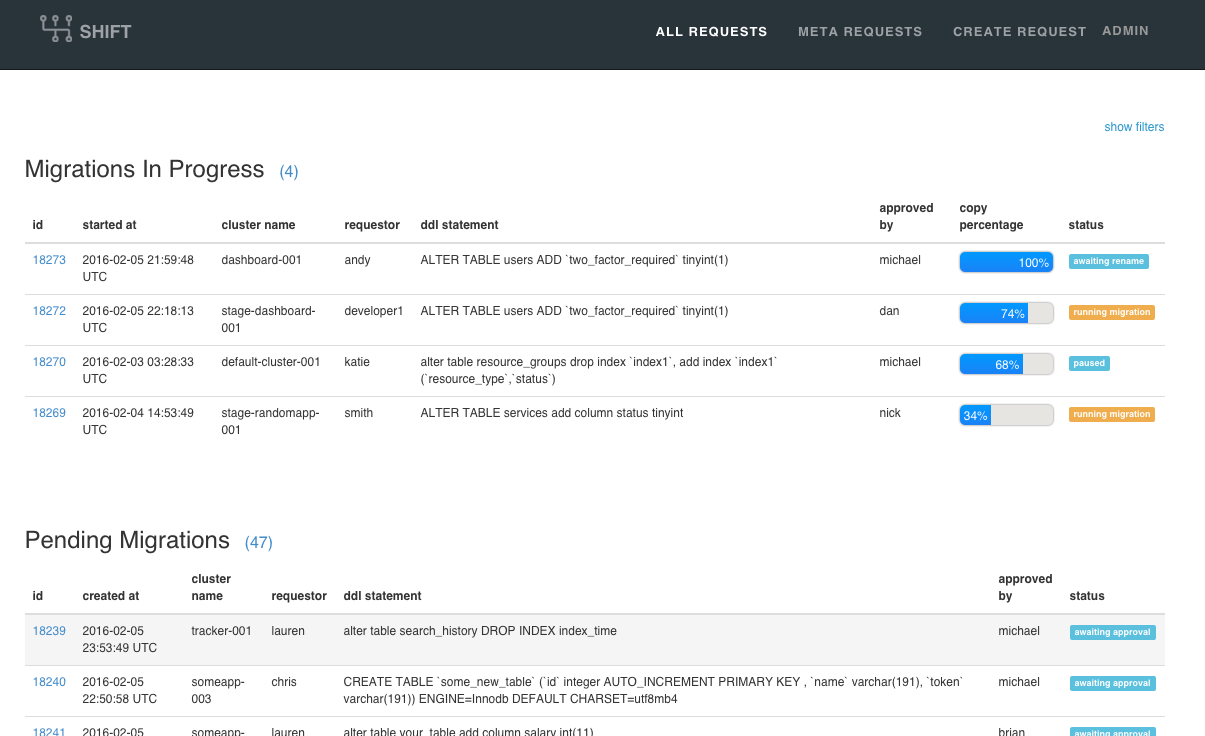 SHIFT
ALL REQUESTS META REQUESTS CREATE REQUEST ADMIN
show filters
Migrations In Progress (4)
id started at cluster name requestor ddl statement approved by copy percentage status
18273 2016-02-05 21:59:48 UTC dashboard-001 andy ALTER TABLE users ADD `two_factor_required` tinyint(1) michael 100% awaiting rename
18272 2016-02-05 22:18:13 UTC stage-dashboard-001 developer1 ALTER TABLE users ADD `two_factor_required` tinyint(1) dan 74% running migration
18270 2016-02-03 03:28:33 UTC default-cluster-001 katie alter table resource_groups drop index `index1`, add index `index1` (`resource_type`,`status`) michael 68% paused
18269 2016-02-04 14:53:49 UTC stage-randomapp-001 smith ALTER TABLE services add column status tinyint nick 34% running migration
Pending Migrations (47)
id created at cluster name requestor ddl statement approved by status
18239 2016-02-05 23:53:49 UTC tracker-001 lauren alter table search_history DROP INDEX index_time michael awaiting approval
18240 2016-02-05 22:50:58 UTC someapp-003 chris CREATE TABLE `some_new_table` (`id` integer AUTO_INCREMENT PRIMARY KEY , `name` varchar(191), `token` varchar(191)) ENGINE=Innodb DEFAULT CHARSET=utf8mb4 michael awaiting approval
18241 2016-02-05 someapp- lauren alter table your_table add column salary int(11) brian awaiting approval